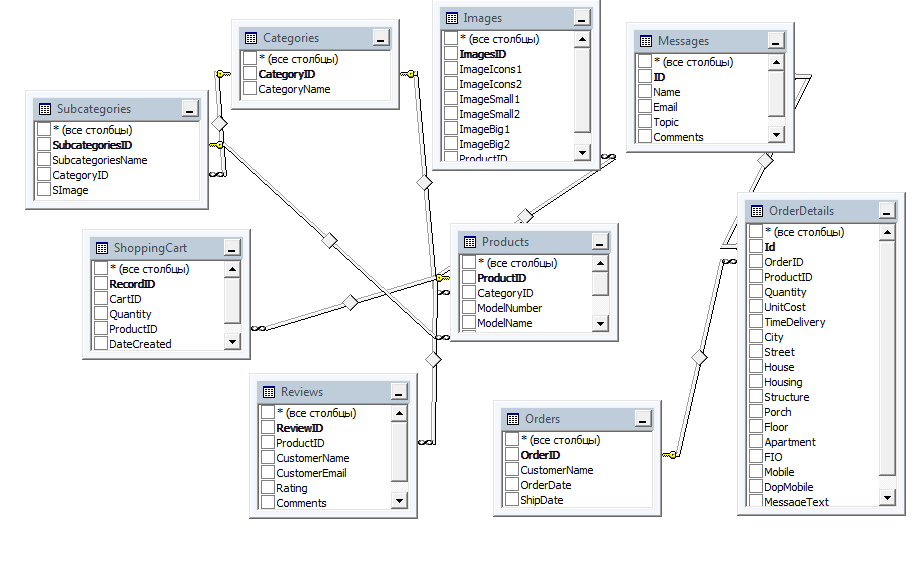 Categories
* (все столбцы)
CategoryID
CategoryName
Images
* (все столбцы)
ImagesID
ImageIcons1
ImageIcons2
ImageSmall1
ImageSmall2
ImageBig1
ImageBig2
ProductID
Messages
* (все столбцы)
ID
Name
Email
Topic
Comments
Subcategories
* (все столбцы)
SubcategoriesID
SubcategoriesName
CategoryID
SImage
ShoppingCart
* (все столбцы)
RecordID
CartID
Quantity
ProductID
DateCreated
Products
* (все столбцы)
ProductID
CategoryID
ModelNumber
ModelName
OrderDetails
* (все столбцы)
Id
OrderID
ProductID
Quantity
UnitCost
TimeDelivery
City
Street
House
Housing
Structure
Porch
Floor
Apartment
FIO
Mobile
DopMobile
MessageText
Reviews
* (все столбцы)
ReviewID
ProductID
CustomerName
CustomerEmail
Rating
Comments
Orders
* (все столбцы)
OrderID
CustomerName
OrderDate
ShipDate